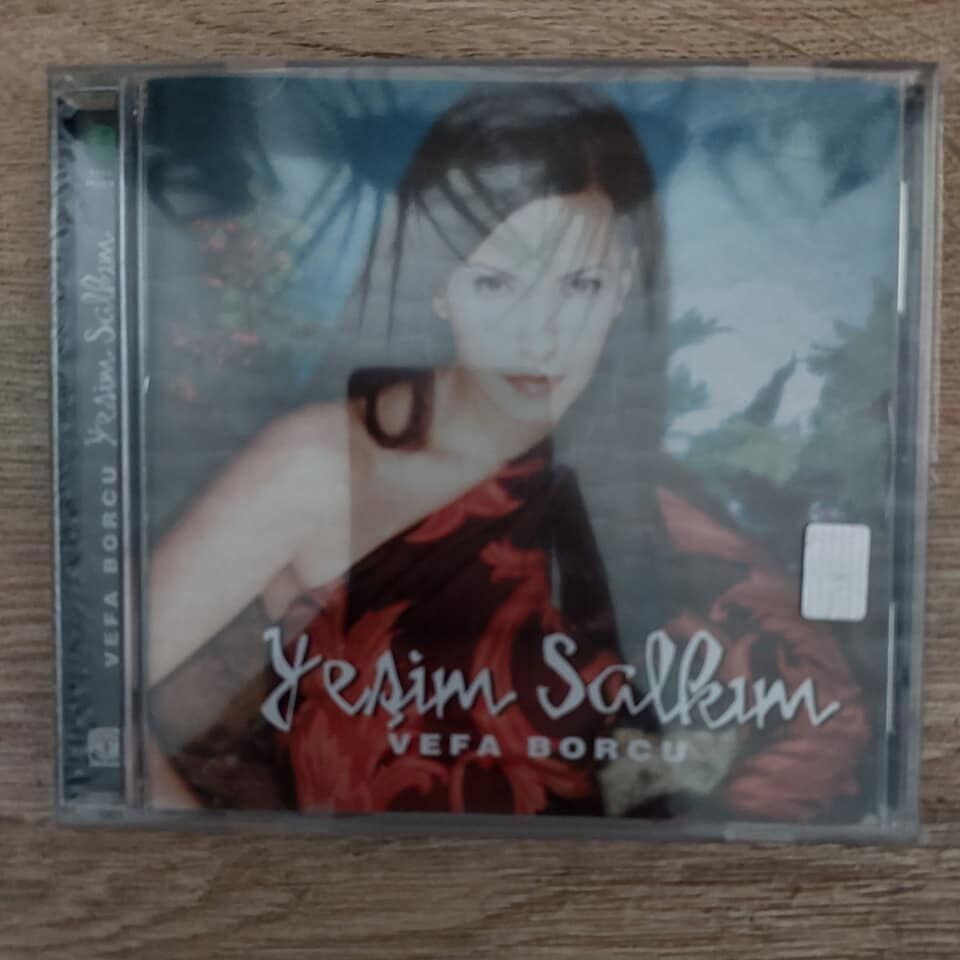 Yeşim Salkım
VEFA BORCU
VEFA BORCU Yeşim Salkım